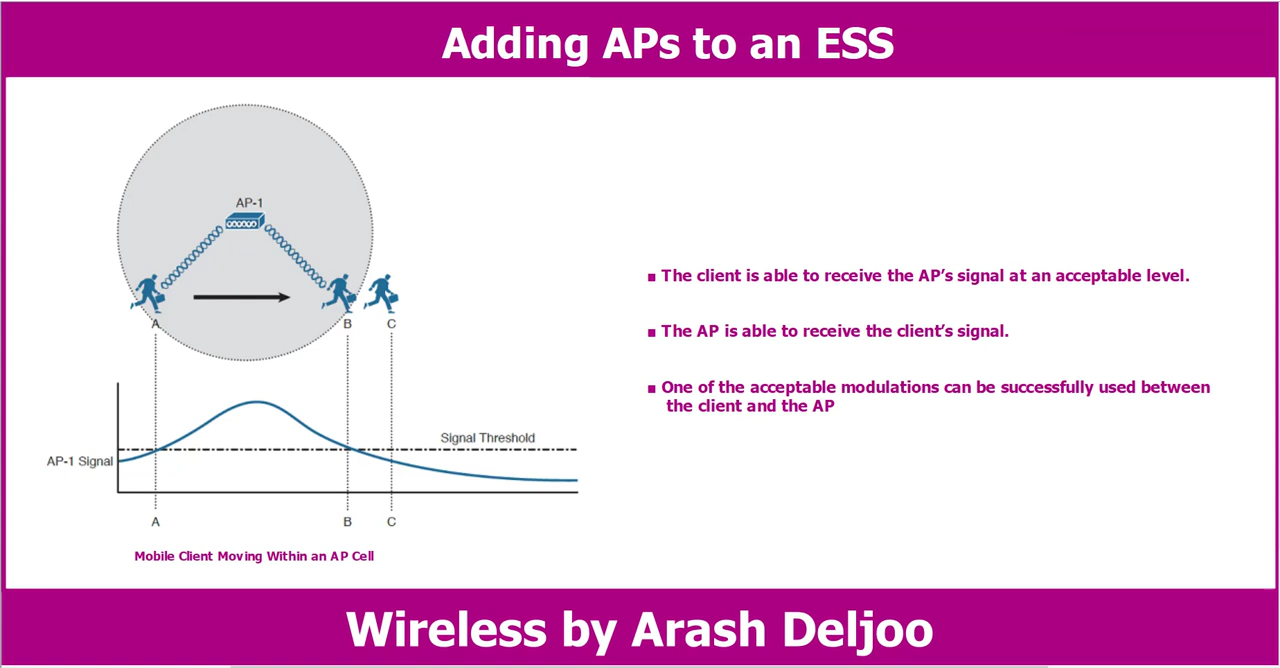 Adding APs to an ESS
AP-1
A
B
C
Signal Threshold
AP-1 Signal
A
B
C
Mobile Client Moving Within an AP Cell
■ The client is able to receive the AP’s signal at an acceptable level.
■ The AP is able to receive the client’s signal.
■ One of the acceptable modulations can be successfully used between
the client and the AP
Wireless by Arash Deljoo